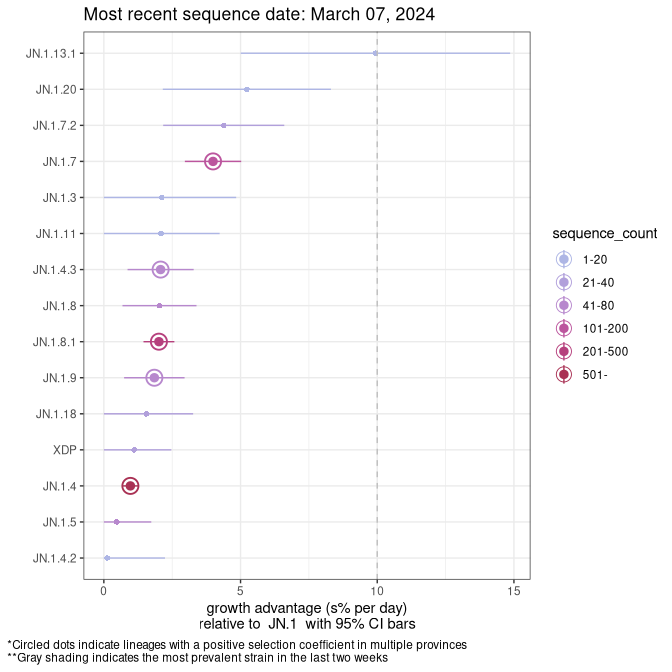 Most recent sequence date: March 07, 2024
JN.1.13.1
JN.1.20
JN.1.7.2
JN.1.7
JN.1.3
JN.1.11
JN.1.4.3
JN.1.8
JN.1.8.1
JN.1.9
JN.1.18
XDP
JN.1.4
JN.1.5
JN.1.4.2
0 5 10 15
growth advantage (s% per day)
relative to JN.1 with 95% CI bars
sequence_count
1-20
21-40
41-80
101-200
201-500
501-
*Circled dots indicate lineages with a positive selection coefficient in multiple provinces
**Gray shading indicates the most prevalent strain in the last two weeks